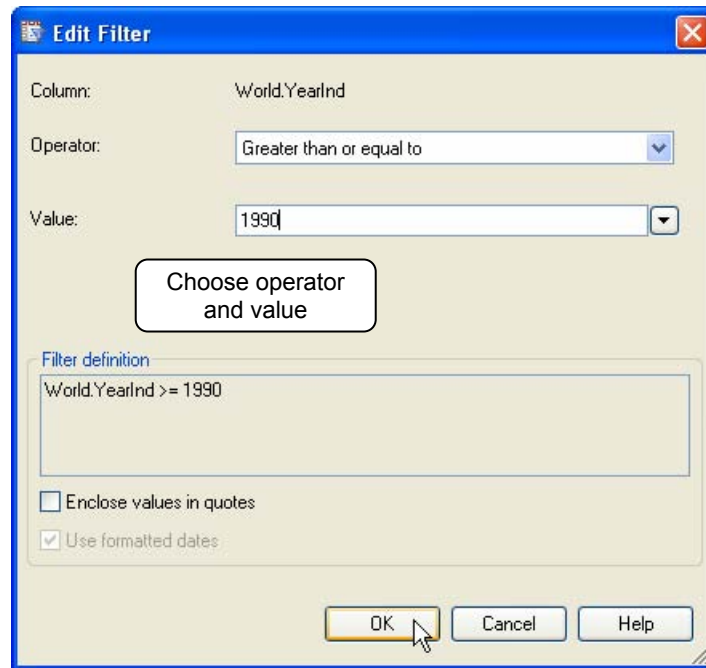 Edit Filter
Column: World.YearInd
Operator: Greater than or equal to
Value: 1990
Choose operator
and value
Filter definition
World.YearInd >= 1990
Enclose values in quotes
Use formatted dates
OK Cancel Help